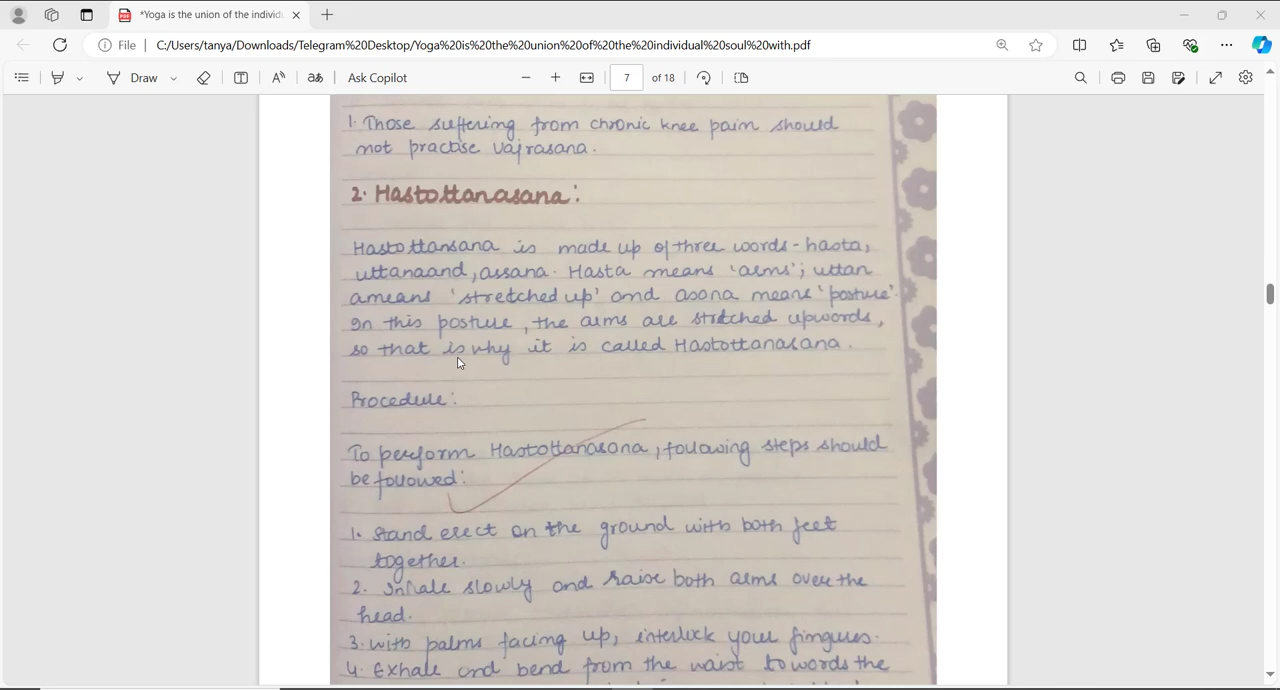 *Yoga is the union of the individ
File
C:/Users/tanya/Downloads/Telegram%20Desktop/Yoga%20is%20the%20union%20of%20the%20individual%20soul%20with.pdf
Draw
Ask Copilot
7 of 18
1. Those suffering from chronic knee pain should
not practise vajrasana.
2. Hastottanasana:
Hastottansana is made up of three words - hasta,
uttanaand, assana. Hasta means 'arms'; uttan
ameans 'stretched up' and asana means 'posture'.
In this posture, the arms are stretched upwords,
so that is why it is called Hastottanasana.
Procedure:
To perform Hastottanasona, following steps should
be followed:
1. Stand erect on the ground with both feet
together.
2. Inhale slowly and raise both arms over the
head.
3. with palms facing up, interlock your fingures.
4. Exhale and bend from the waist towords the